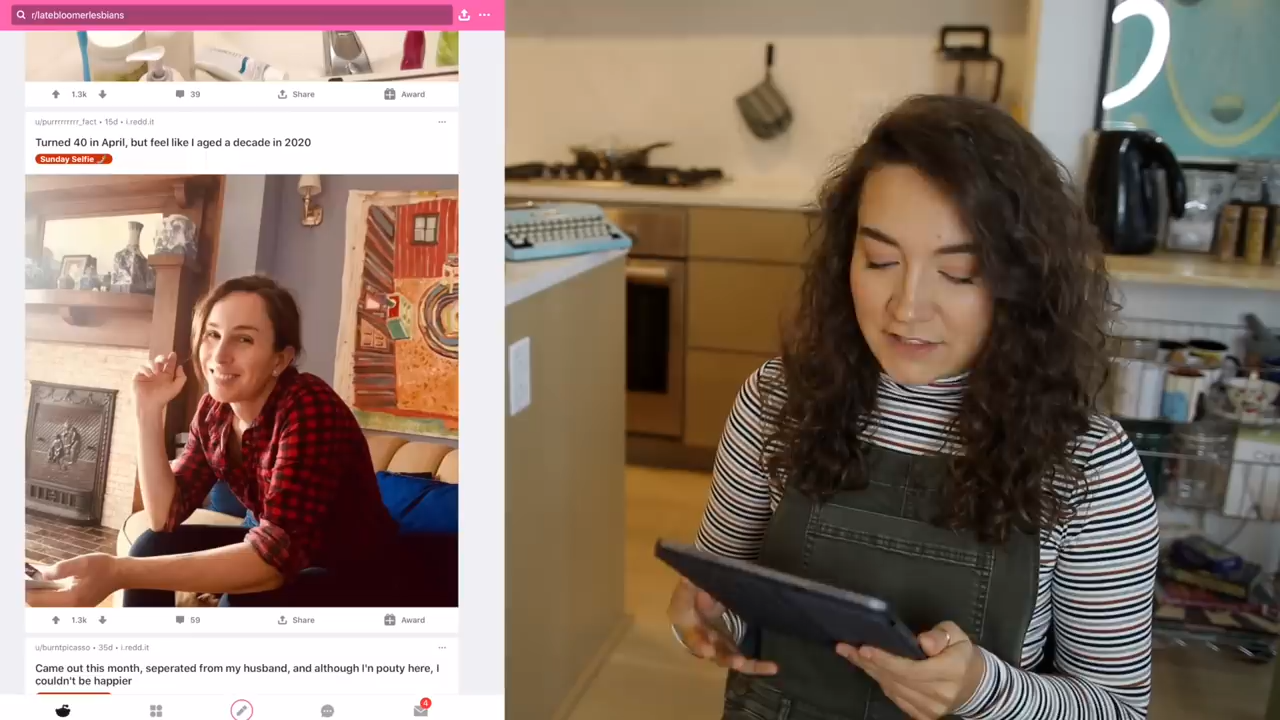 r/latebloomerlesbians
1.3k 39 Share Award
u/purrrrrrrrr_fact • 15d • i.redd.it
Turned 40 in April, but feel like I aged a decade in 2020
Sunday Selfie
1.3k 59 Share Award
u/burntpicasso • 35d • i.redd.it
Came out this month, seperated from my husband, and although I'n pouty here, I
couldn't be happier
4